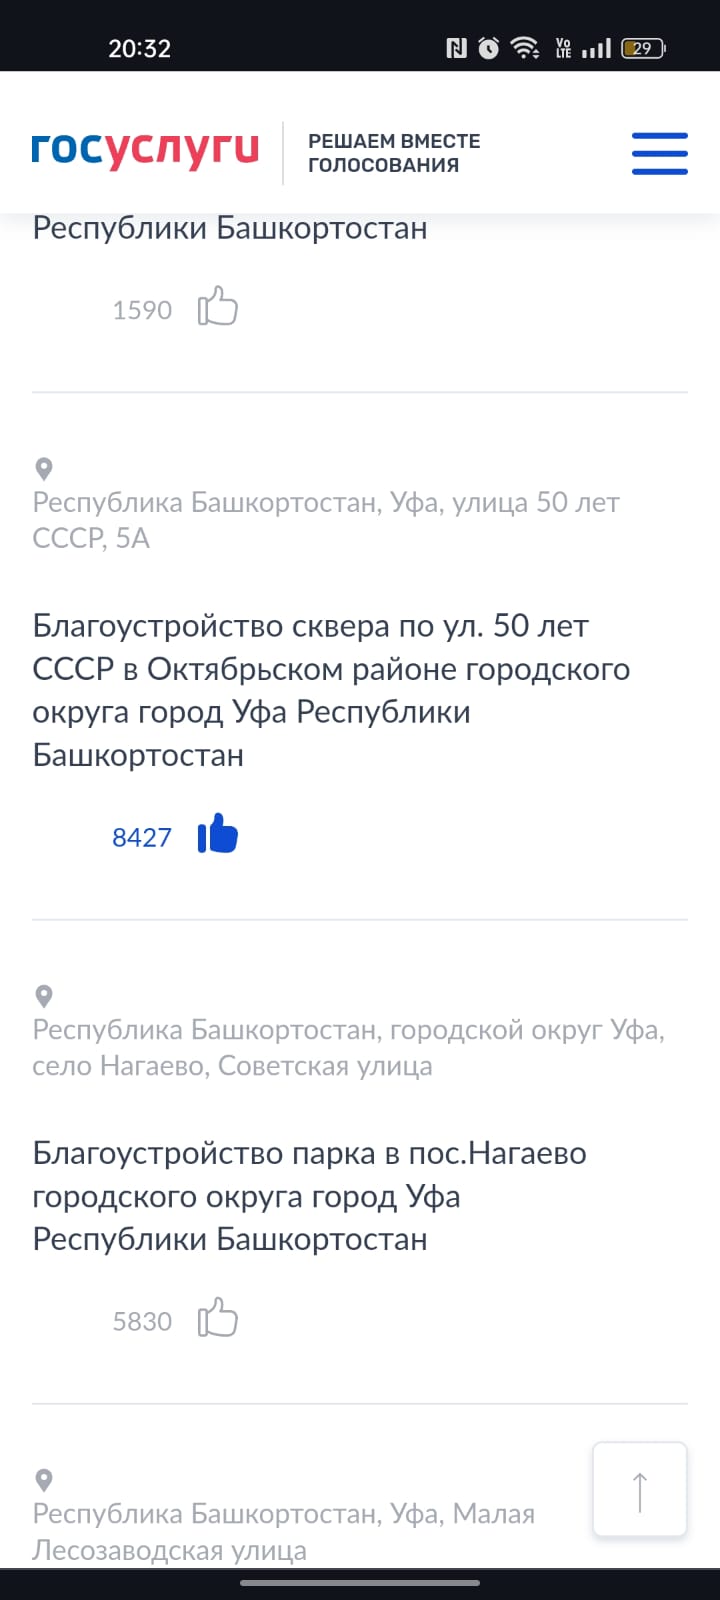 20:32
Vo
LTE
29
госуслуги
РЕШАЕМ ВМЕСТЕ
ГОЛОСОВАНИЯ
Республики Башкортостан
1590
Республика Башкортостан, Уфа, улица 50 лет
СССР, 5А
Благоустройство сквера по ул. 50 лет
СССР в Октябрьском районе городского
округа город Уфа Республики
Башкортостан
8427
Республика Башкортостан, городской округ Уфа,
село Нагаево, Советская улица
Благоустройство парка в пос.Нагаево
городского округа город Уфа
Республики Башкортостан
5830
Республика Башкортостан, Уфа, Малая
Лесозаводская улица